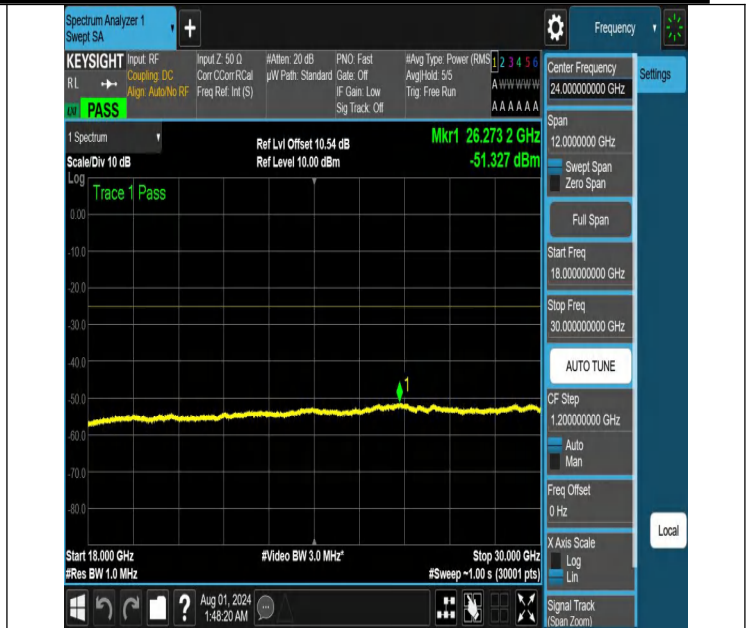 Spectrum Analyzer 1
Swept SA
+
Frequency
KEYSIGHT
RL
PASS
Input: RF
Coupling: DC
Align: Auto/No RF
Input Z: 50 Ω
Corr CCorr RCal
Freq Ref: Int (S)
#Atten: 20 dB
µW Path: Standard
PNO: Fast
Gate: Off
IF Gain: Low
Sig Track: Off
#Avg Type: Power (RMS
Avg|Hold: 5/5
Trig: Free Run
1 2 3 4 5 6
A W W W W W
A A A A A A
1 Spectrum
Scale/Div 10 dB
Ref Lvl Offset 10.54 dB
Ref Level 10.00 dBm
Mkr1 26.273 2 GHz
-51.327 dBm
Log
Trace 1 Pass
0.00
-10.0
-20.0
-30.0
-40.0
-50.0
-60.0
-70.0
-80.0
1
Start 18.000 GHz
#Res BW 1.0 MHz
#Video BW 3.0 MHz*
Stop 30.000 GHz
#Sweep ~1.00 s (30001 pts)
Center Frequency
24.000000000 GHz
Span
12.0000000 GHz
Swept Span
Zero Span
Full Span
Start Freq
18.000000000 GHz
Stop Freq
30.000000000 GHz
AUTO TUNE
CF Step
1.200000000 GHz
Auto
Man
Freq Offset
0 Hz
X Axis Scale
Log
Lin
Signal Track
(Span Zoom)
Settings
Local
?
Aug 01, 2024
1:48:20 AM